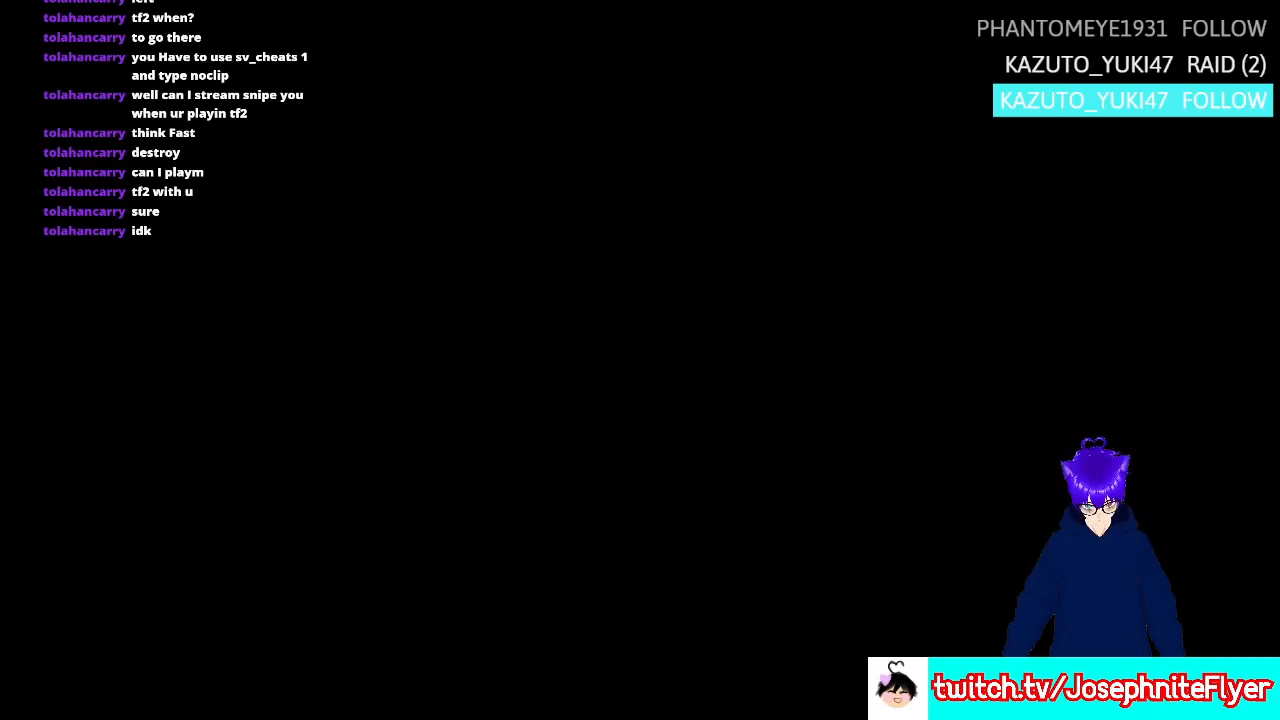 left
tolahancarry tf2 when?
tolahancarry to go there
tolahancarry you Have to use sv_cheats 1
and type noclip
tolahancarry well can I stream snipe you
when ur playin tf2
tolahancarry think Fast
tolahancarry destroy
tolahancarry can I playm
tolahancarry tf2 with u
tolahancarry sure
tolahancarry idk
PHANTOMEYE1931 FOLLOW
KAZUTO_YUKI47 RAID (2)
KAZUTO_YUKI47 FOLLOW
twitch.tv/JosephniteFlyer